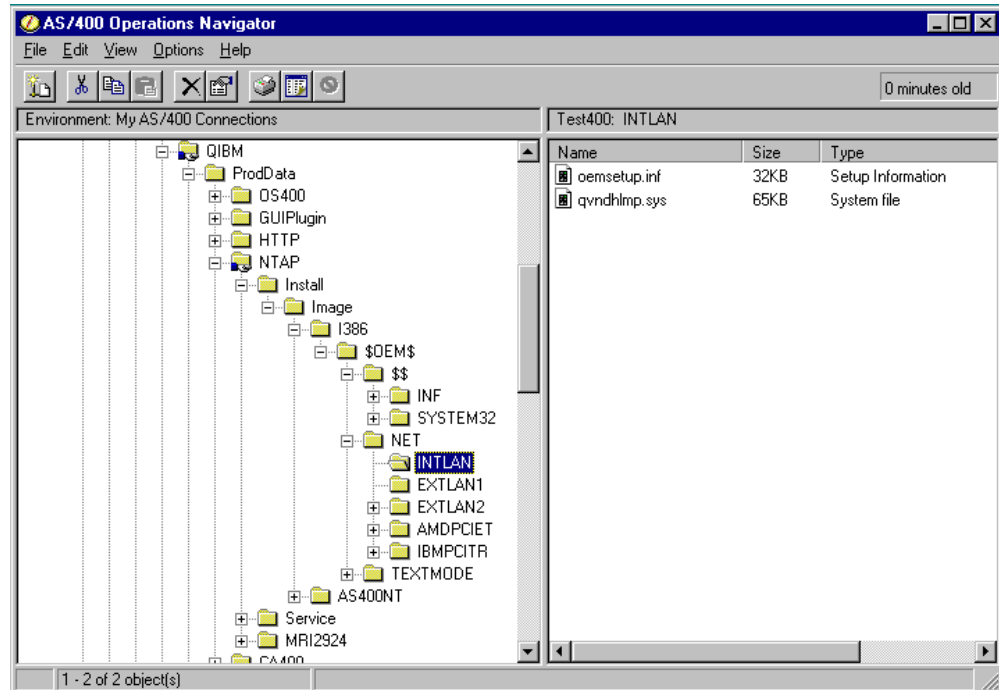 AS/400 Operations Navigator
File Edit View Options Help
0 minutes old
Environment: My AS/400 Connections
Test400: INTLAN
QIBM
ProdData
OS400
GUIPlugin
HTTP
NTAP
Install
Image
I386
$OEM$
$$
INF
SYSTEM32
NET
INTLAN
EXTLAN1
EXTLAN2
AMDPCIET
IBMPCITR
TEXTMODE
AS400NT
Service
MRI2924
CA400
Name Size Type
oemsetup.inf 32KB Setup Information
qvndhlmp.sys 65KB System file
1 - 2 of 2 object(s)